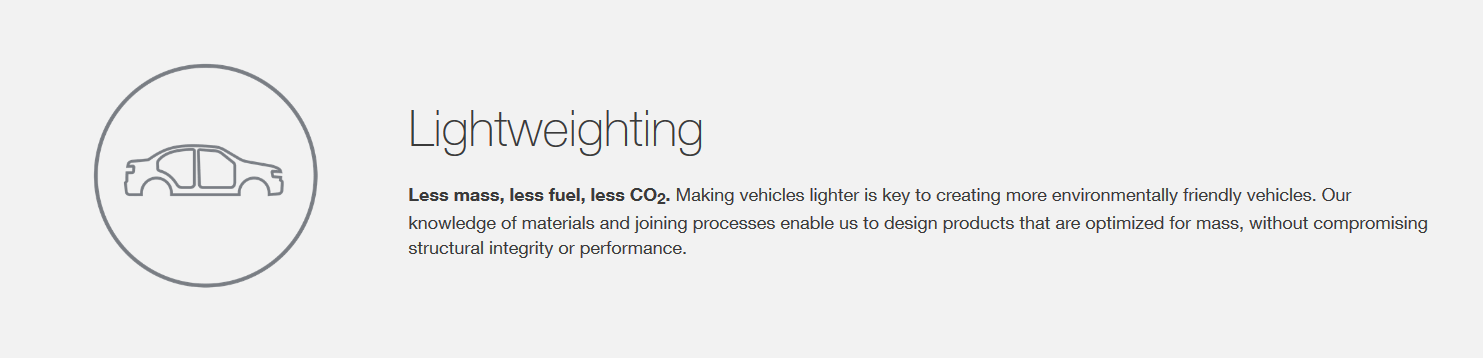 Lightweighting
Less mass, less fuel, less CO₂. Making vehicles lighter is key to creating more environmentally friendly vehicles. Our
knowledge of materials and joining processes enable us to design products that are optimized for mass, without compromising
structural integrity or performance.